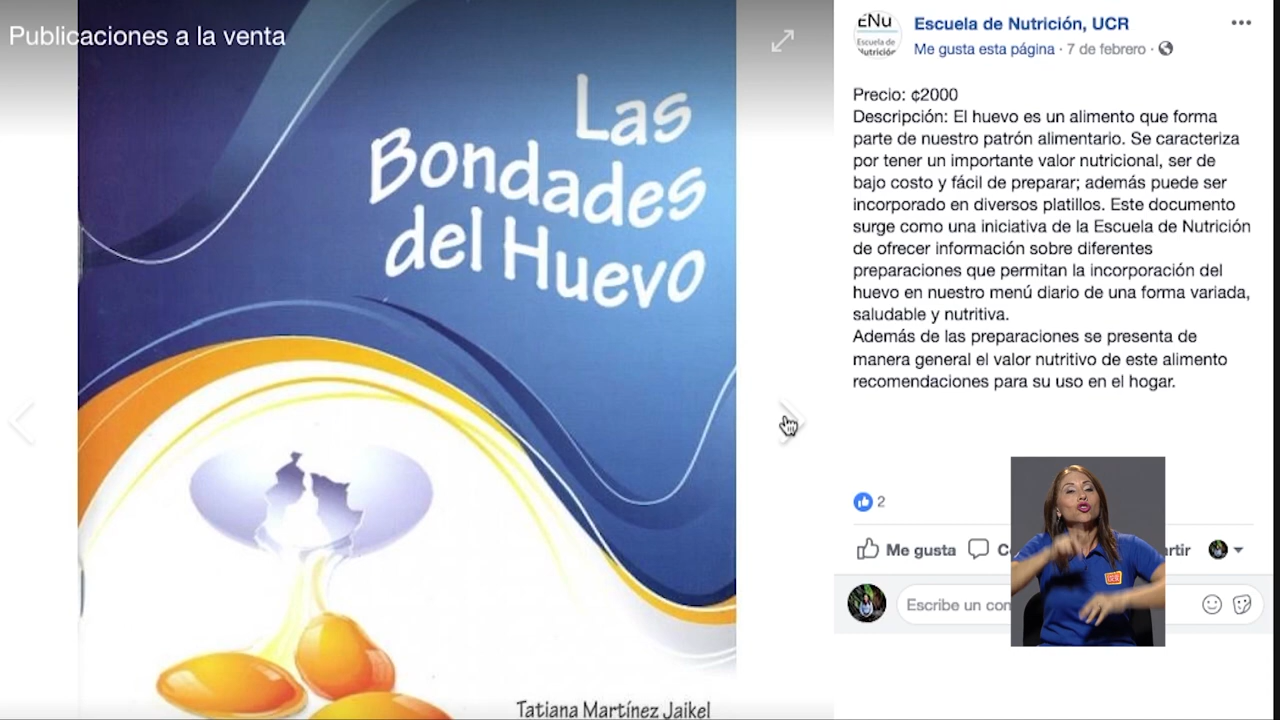 Publicaciones a la venta
Las
Bondades
del Huevo
Tatiana Martínez Jaikel
ENu
Escuela de
Nutrición
Escuela de Nutrición, UCR
Me gusta esta página · 7 de febrero ·
Precio: ¢2000
Descripción: El huevo es un alimento que forma
parte de nuestro patrón alimentario. Se caracteriza
por tener un importante valor nutricional, ser de
bajo costo y fácil de preparar; además puede ser
incorporado en diversos platillos. Este documento
surge como una iniciativa de la Escuela de Nutrición
de ofrecer información sobre diferentes
preparaciones que permitan la incorporación del
huevo en nuestro menú diario de una forma variada,
saludable y nutritiva.
Además de las preparaciones se presenta de
manera general el valor nutritivo de este alimento
recomendaciones para su uso en el hogar.
2
Me gusta C rtir
Escribe un con